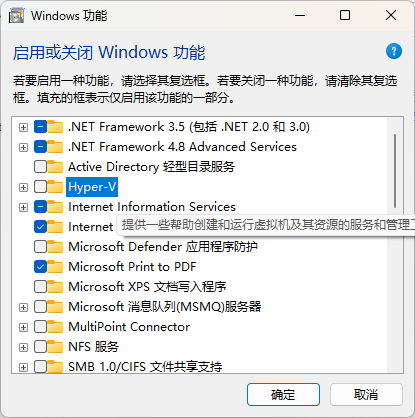 Windows 功能
启用或关闭 Windows 功能
?
若要启用一种功能，请选择其复选框。若要关闭一种功能，请清除其复选
框。填充的框表示仅启用该功能的一部分。
.NET Framework 3.5 (包括 .NET 2.0 和 3.0)
.NET Framework 4.8 Advanced Services
Active Directory 轻型目录服务
Hyper-V
Internet Information Services
Internet
提供一些帮助创建和运行虚拟机及其资源的服务和管理
Microsoft Defender 应用程序防护
Microsoft Print to PDF
Microsoft XPS 文档写入程序
Microsoft 消息队列(MSMQ)服务器
MultiPoint Connector
NFS 服务
SMB 1.0/CIFS 文件共享支持
确定
取消